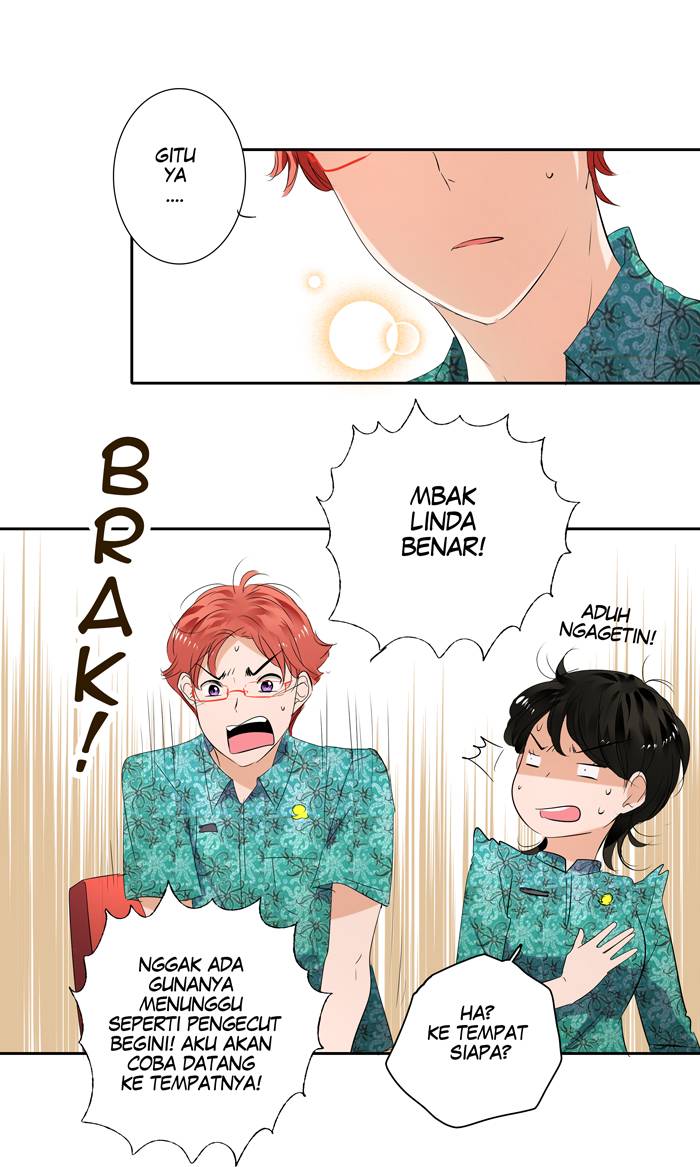 GITU
YA
....
BRAK!
MBAK
LINDA
BENAR!
ADUH
NGAGETIN!
NGGAK ADA
GUNANYA
MENUNGGU
SEPERTI PENGECUT
BEGINI! AKU AKAN
COBA DATANG
KE TEMPATNYA!
HA?
KE TEMPAT
SIAPA?